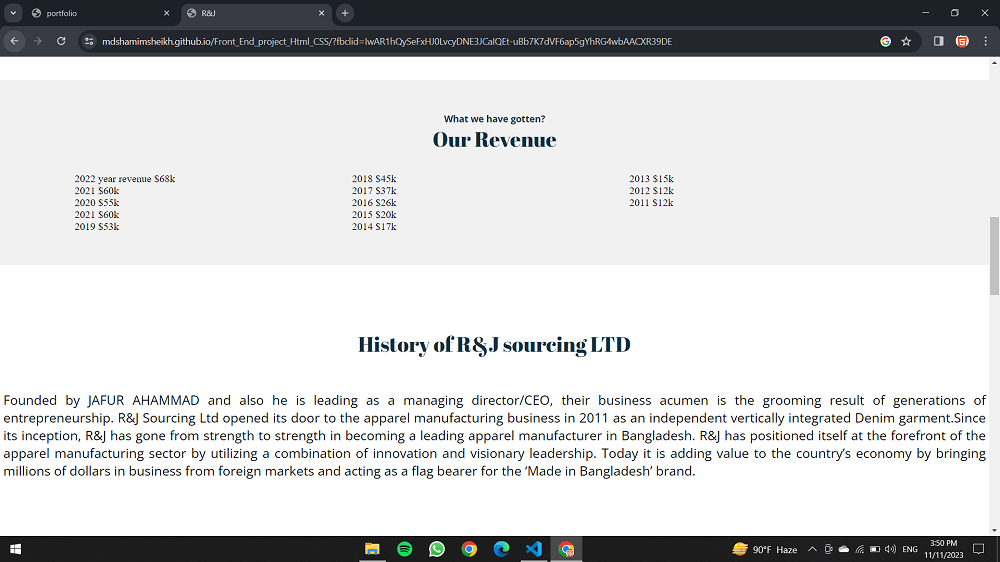 portfolio
R&J
mdshamimsheikh.github.io/Front_End_project_Html_CSS/?fbclid=IwAR1hQySeFxHJ0LvcyDNE3JCalQEt-uBb7K7dVF6ap5gYhRG4wbAACXR39DE
What we have gotten?
Our Revenue
2022 year revenue $68k
2021 $60k
2020 $55k
2021 $60k
2019 $53k
2018 $45k
2017 $37k
2016 $26k
2015 $20k
2014 $17k
2013 $15k
2012 $12k
2011 $12k
History of R&J sourcing LTD
Founded by JAFUR AHAMMAD and also he is leading as a managing director/CEO, their business acumen is the grooming result of generations of
entrepreneurship. R&J Sourcing Ltd opened its door to the apparel manufacturing business in 2011 as an independent vertically integrated Denim garment.Since
its inception, R&J has gone from strength to strength in becoming a leading apparel manufacturer in Bangladesh. R&J has positioned itself at the forefront of the
apparel manufacturing sector by utilizing a combination of innovation and visionary leadership. Today it is adding value to the country’s economy by bringing
millions of dollars in business from foreign markets and acting as a flag bearer for the ‘Made in Bangladesh’ brand.
90°F Haze
ENG
3:50 PM
11/11/2023